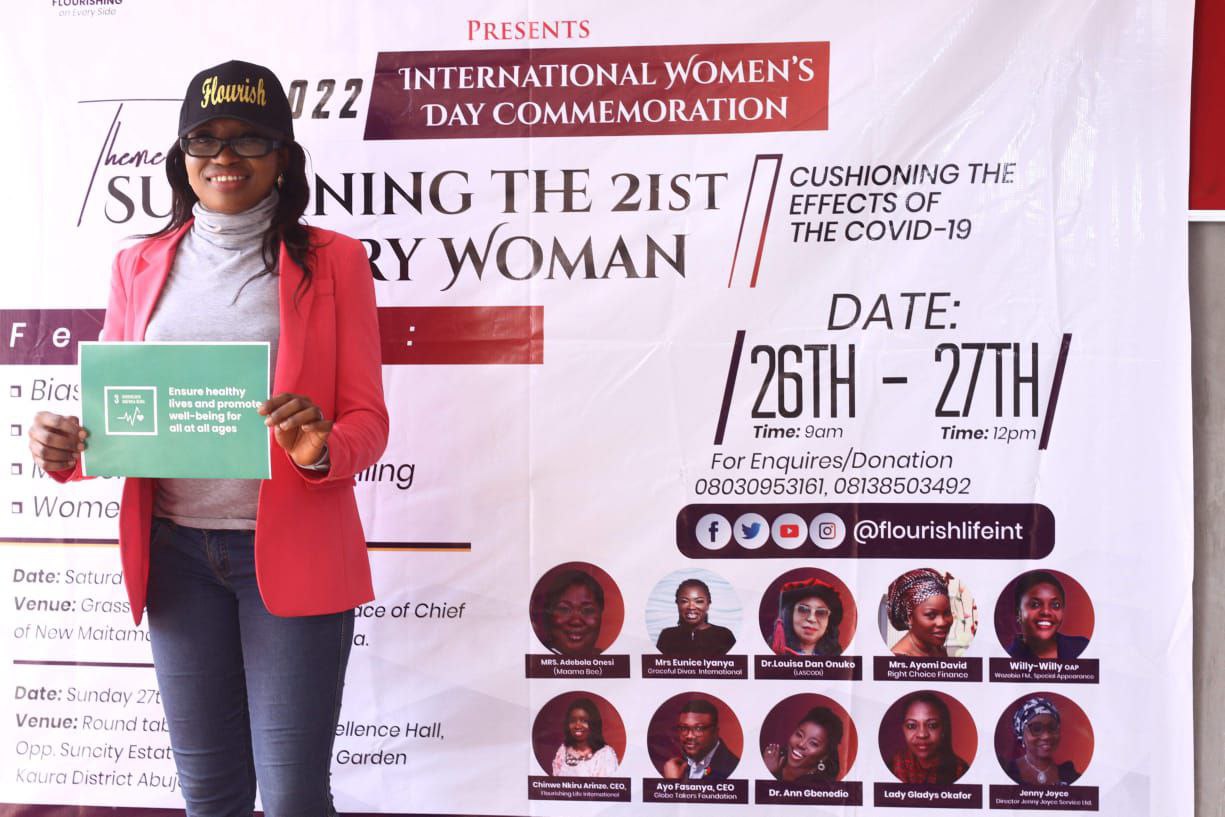 FLOURISHING
on Every Side
PRESENTS
022
INTERNATIONAL WOMEN'S
DAY COMMEMORATION
Flourish
Theme
SU NING THE 21ST
RY WOMAN
CUSHIONING THE
EFFECTS OF
THE COVID-19
DATE:
26TH – 27TH
Time: 9am Time: 12pm
For Enquires/Donation
08030953161, 08138503492
@flourishlifeint
F e :
Bias
Wome
3
Ensure healthy
lives and promote
well-being for
all at all ages
Date: Saturd
Venue: Grass ace of Chief
of New Maitama a.
Date: Sunday 27t
Venue: Round tab ellence Hall,
Opp. Suncity Estat Garden
Kaura District Abuj
MRS. Adebola Onesi
(Maama Bee)
Mrs Eunice Iyanya
Graceful Divas International
Dr.Louisa Dan Onuko
(LASCODI)
Mrs. Ayomi David
Right Choice Finance
Willy-Willy OAP
Wazobia FM, Special Appearance
Chinwe Nkiru Arinze. CEO,
Flourishing Life International
Ayo Fasanya, CEO
Globe Takers Foundation
Dr. Ann Gbenedio
Lady Gladys Okafor
Jenny Joyce
Director Jenny Joyce Service Ltd.